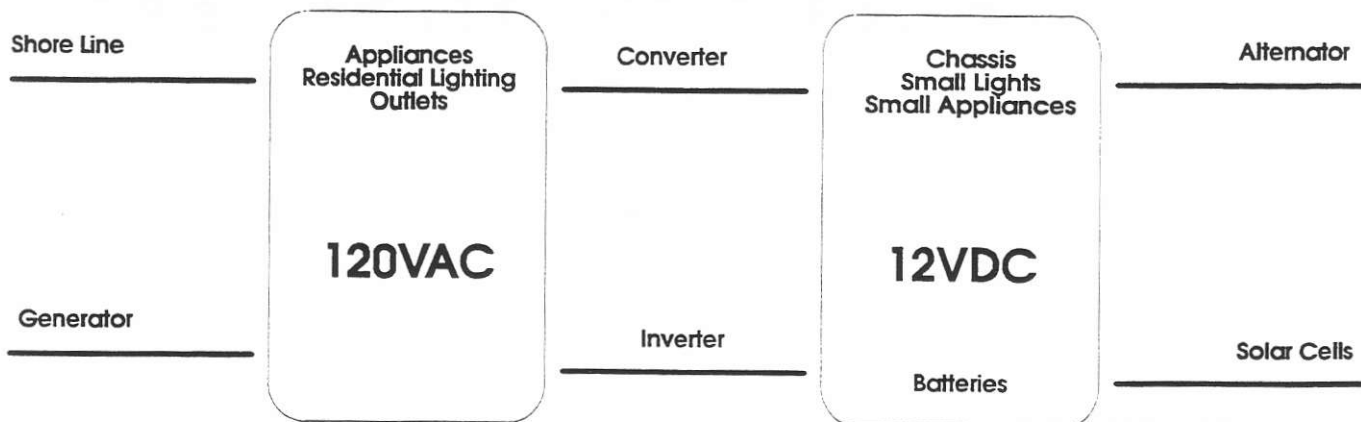 Shore Line
Generator
Appliances
Residential Lighting
Outlets
120VAC
Converter
Inverter
Chassis
Small Lights
Small Appliances
12VDC
Batteries
Alternator
Solar Cells